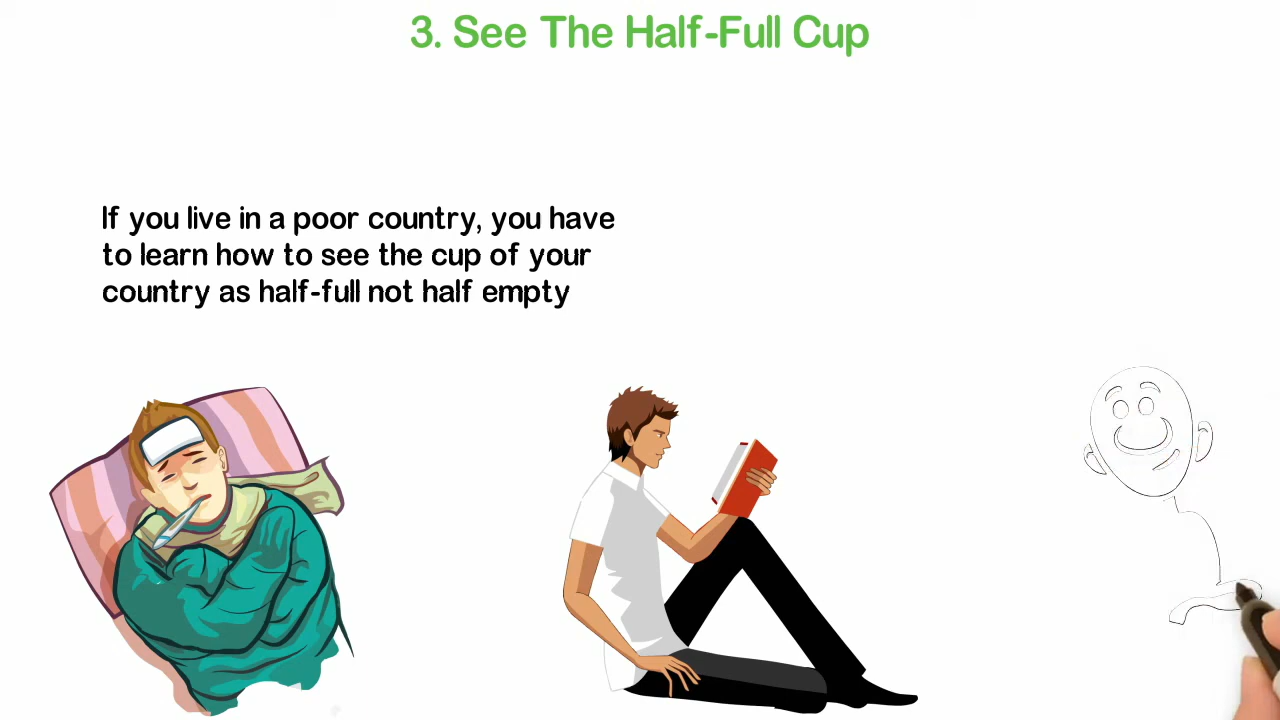 3. See The Half-Full Cup
If you live in a poor country, you have
to learn how to see the cup of your
country as half-full not half empty